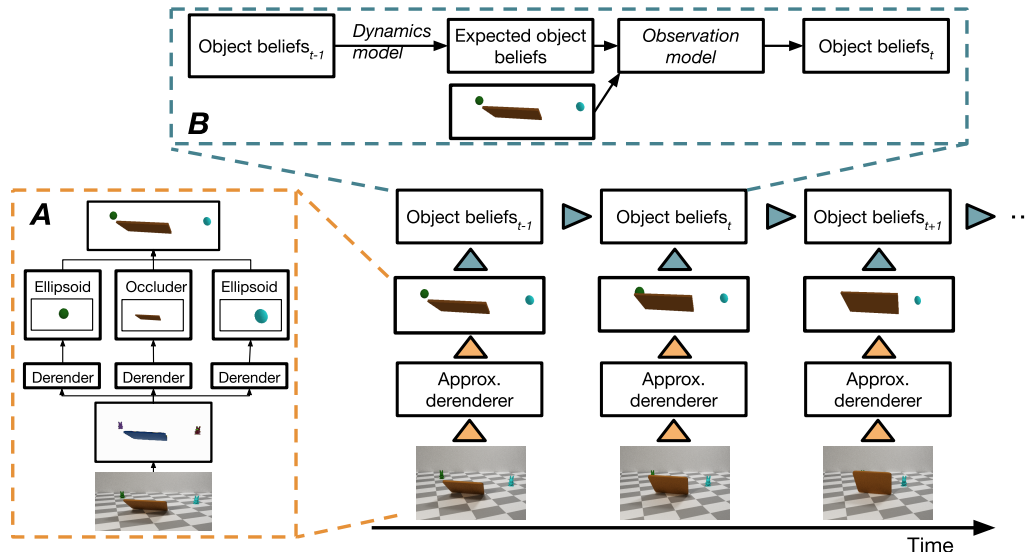 Object beliefs_{t-1}
Dynamics
model
Expected object
beliefs
Observation
model
Object beliefs_t
B
A
Ellipsoid
Occluder
Ellipsoid
Derender
Derender
Derender
Object beliefs_{t-1}
Object beliefs_t
Object beliefs_{t+1}
..
Approx.
derenderer
Approx.
derenderer
Approx.
derenderer
Time